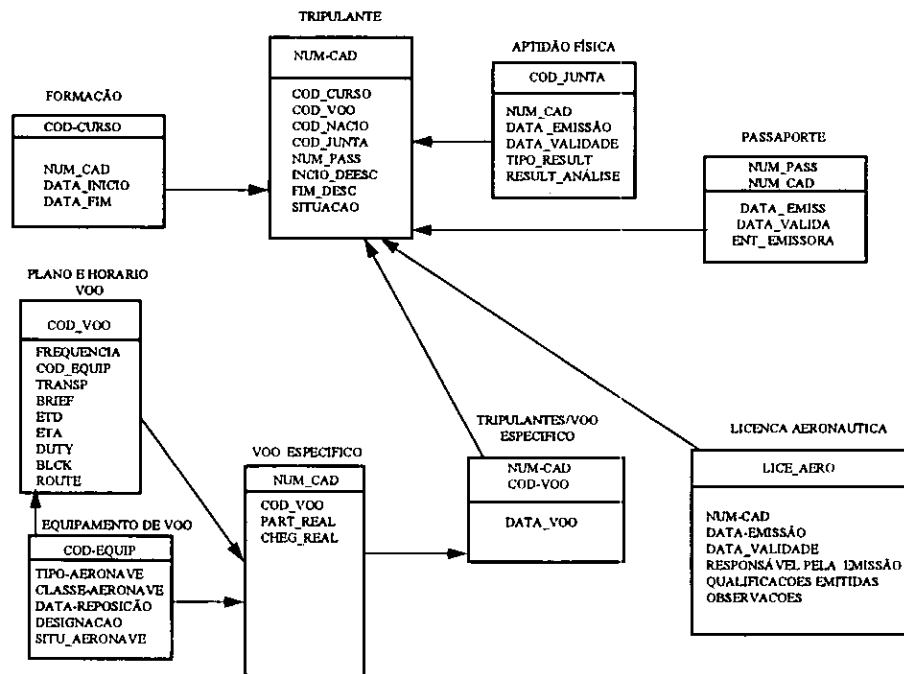 TRIPULANTE
NUM-CAD
COD_CURSO
COD_VOO
COD_NACIO
COD_JUNTA
NUM_PASS
INCIO_DEESC
FIM_DESC
SITUACAO
APTIDÃO FÍSICA
COD_JUNTA
NUM_CAD
DATA_EMISSÃO
DATA_VALIDADE
TIPO_RESULT
RESULT_ANÁLISE
FORMAÇÃO
COD-CURSO
NUM_CAD
DATA_INICIO
DATA_FIM
PASSAPORTE
NUM_PASS
NUM_CAD
DATA_EMISS
DATA_VALIDA
ENT_EMISSORA
PLANO E HORARIO
VOO
COD_VOO
FREQUENCIA
COD_EQUIP
TRANSP
BRIEF
ETD
ETA
DUTY
BLCK
ROUTE
TRIPULANTES/VOO
ESPECIFICO
NUM-CAD
COD-VOO
DATA_VOO
LICENCA AERONAUTICA
LICE_AERO
NUM-CAD
DATA-EMISSÃO
DATA_VALIDADE
RESPONSÁVEL PELA EMISSÃO
QUALIFICACOES EMITIDAS
OBSERVACOES
VOO ESPECIFICO
NUM_CAD
COD_VOO
PART_REAL
CHEG_REAL
EQUIPAMENTO DE VOO
COD-EQUIP
TIPO-AERONAVE
CLASSE-AERONAVE
DATA-REPOSICÃO
DESIGNACAO
SITU_AERONAVE